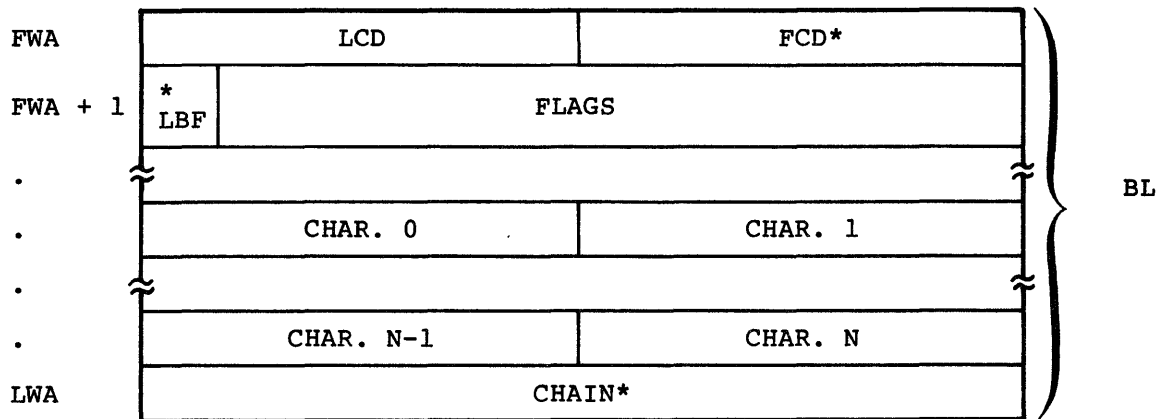 FWA LCD FCD*
FWA + 1 * LBF FLAGS
.
. CHAR. 0 CHAR. 1
.
. CHAR. N-1 CHAR. N
LWA CHAIN*
BL